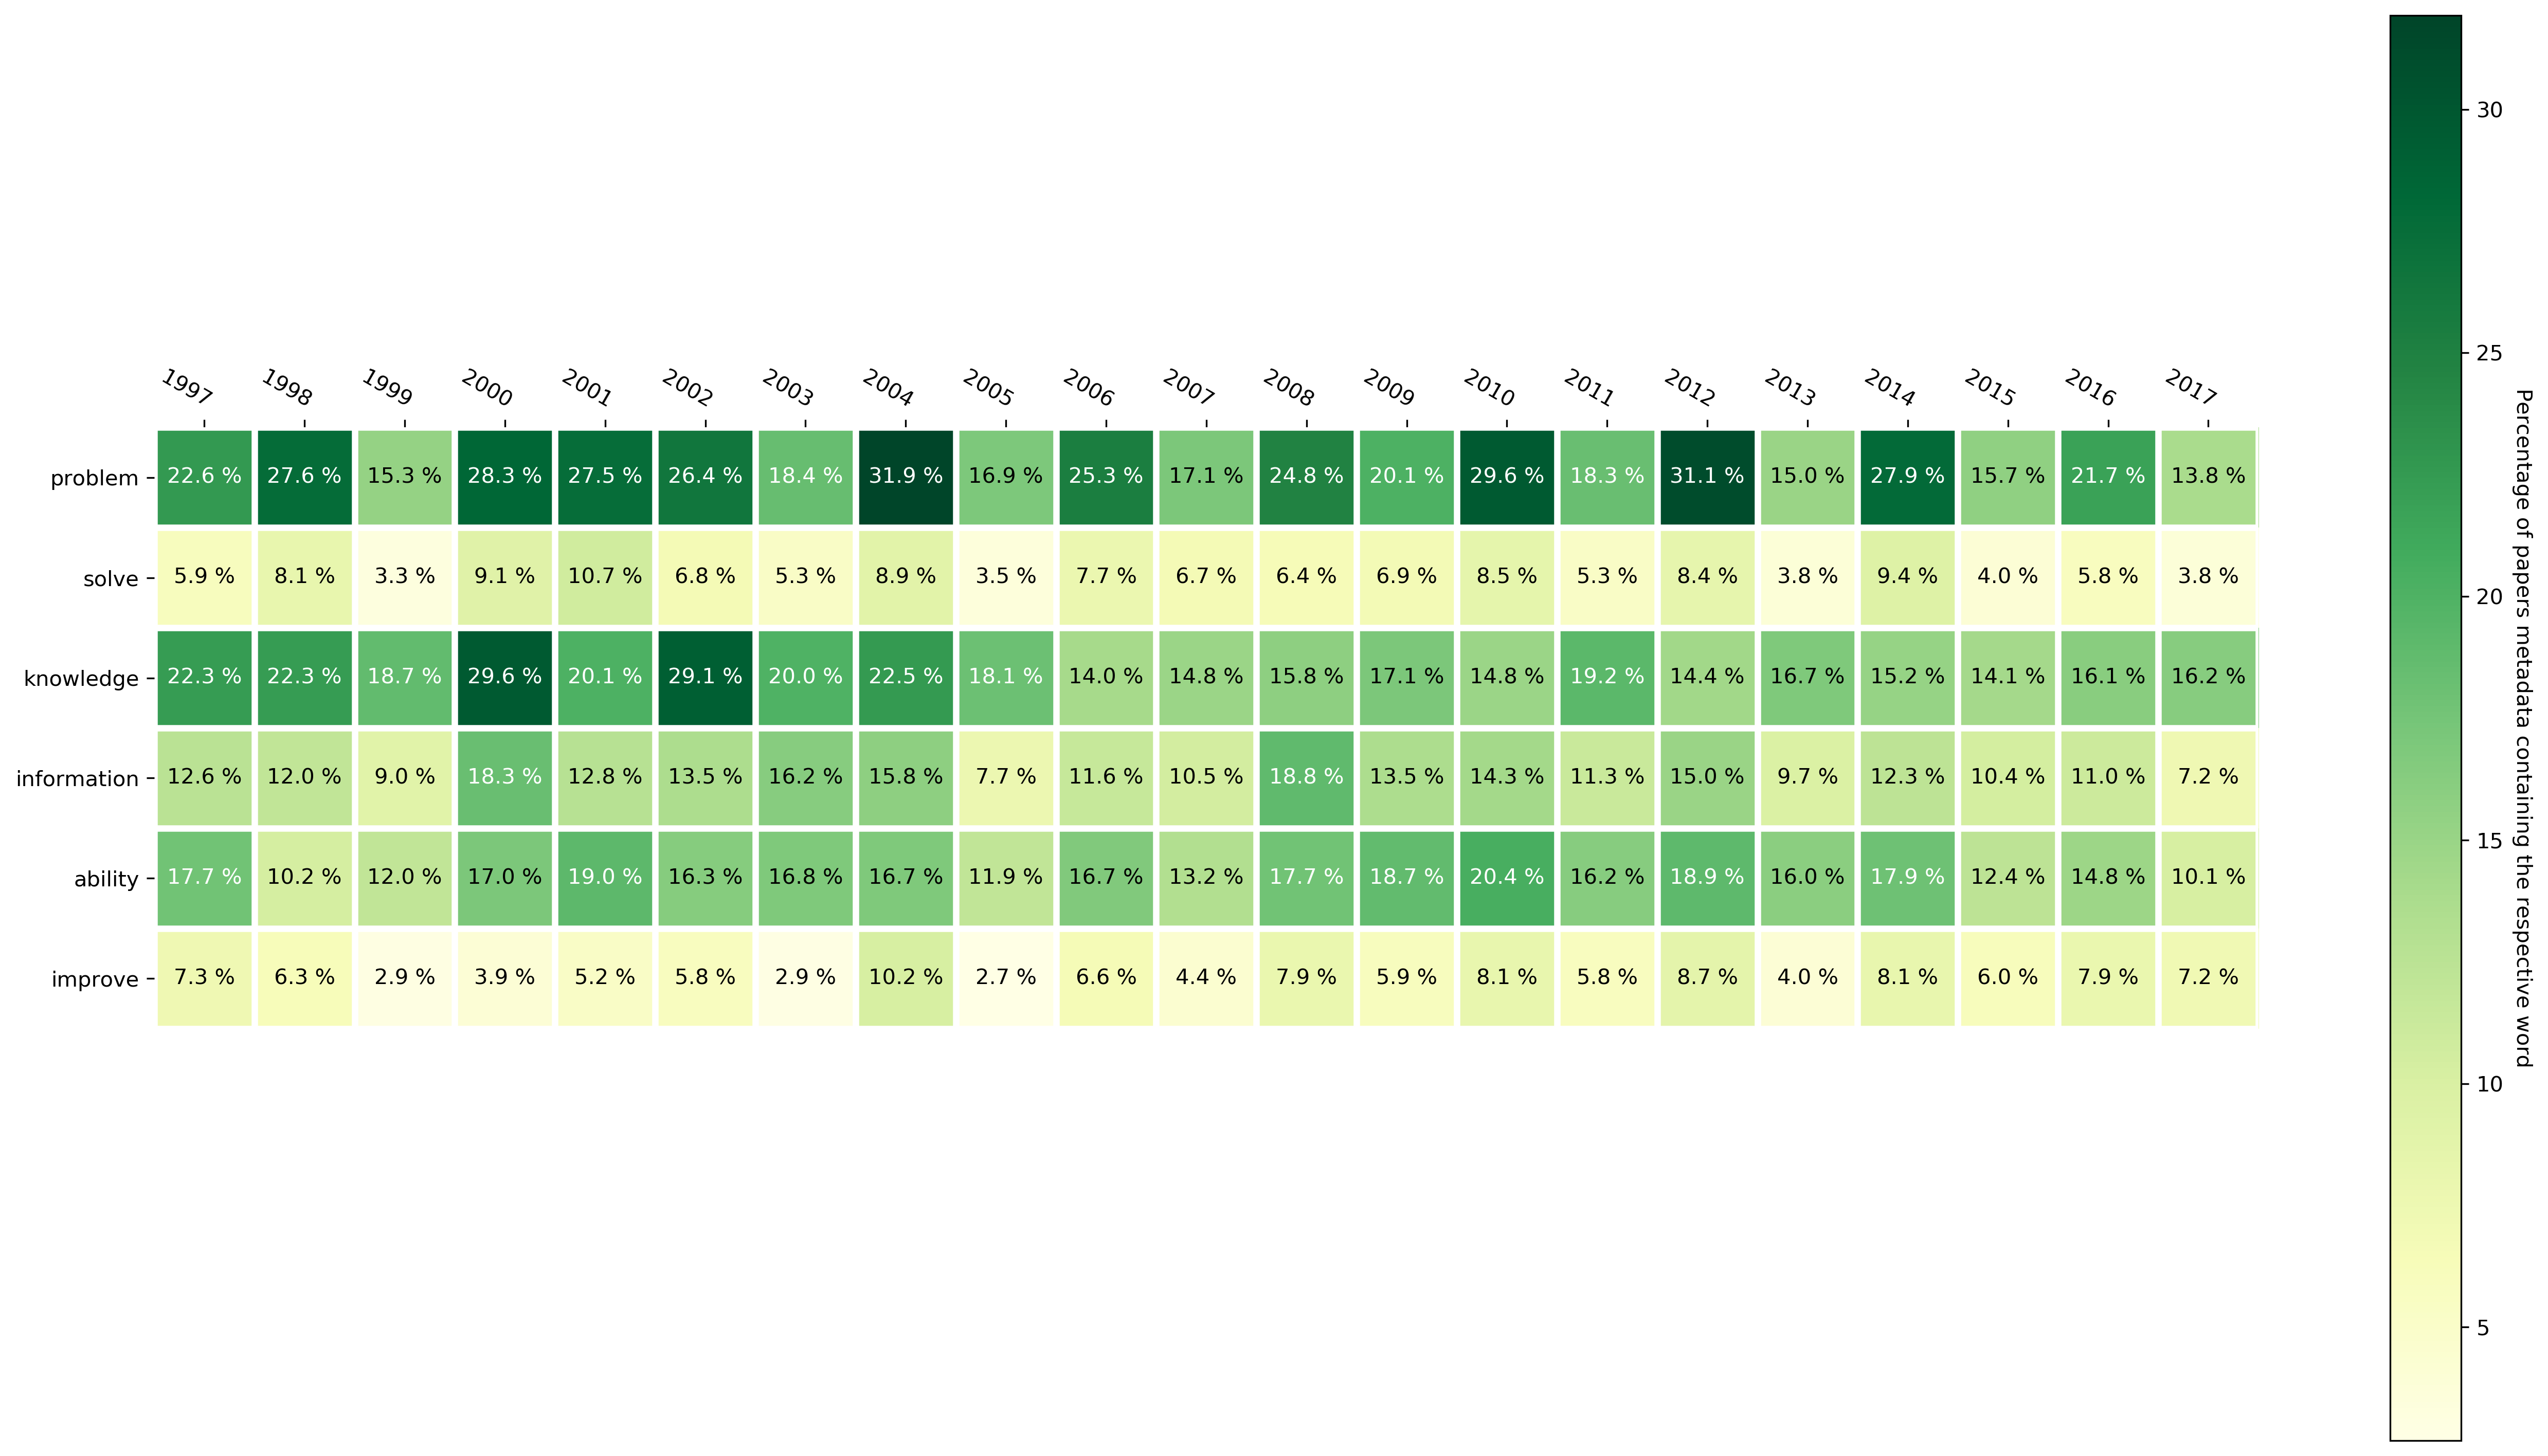 1997 1998 1999 2000 2001 2002 2003 2004 2005 2006 2007 2008 2009 2010 2011 2012 2013 2014 2015 2016 2017
problem 22.6 % 27.6 % 15.3 % 28.3 % 27.5 % 26.4 % 18.4 % 31.9 % 16.9 % 25.3 % 17.1 % 24.8 % 20.1 % 29.6 % 18.3 % 31.1 % 15.0 % 27.9 % 15.7 % 21.7 % 13.8 %
solve 5.9 % 8.1 % 3.3 % 9.1 % 10.7 % 6.8 % 5.3 % 8.9 % 3.5 % 7.7 % 6.7 % 6.4 % 6.9 % 8.5 % 5.3 % 8.4 % 3.8 % 9.4 % 4.0 % 5.8 % 3.8 %
knowledge 22.3 % 22.3 % 18.7 % 29.6 % 20.1 % 29.1 % 20.0 % 22.5 % 18.1 % 14.0 % 14.8 % 15.8 % 17.1 % 14.8 % 19.2 % 14.4 % 16.7 % 15.2 % 14.1 % 16.1 % 16.2 %
information 12.6 % 12.0 % 9.0 % 18.3 % 12.8 % 13.5 % 16.2 % 15.8 % 7.7 % 11.6 % 10.5 % 18.8 % 13.5 % 14.3 % 11.3 % 15.0 % 9.7 % 12.3 % 10.4 % 11.0 % 7.2 %
ability 17.7 % 10.2 % 12.0 % 17.0 % 19.0 % 16.3 % 16.8 % 16.7 % 11.9 % 16.7 % 13.2 % 17.7 % 18.7 % 20.4 % 16.2 % 18.9 % 16.0 % 17.9 % 12.4 % 14.8 % 10.1 %
improve 7.3 % 6.3 % 2.9 % 3.9 % 5.2 % 5.8 % 2.9 % 10.2 % 2.7 % 6.6 % 4.4 % 7.9 % 5.9 % 8.1 % 5.8 % 8.7 % 4.0 % 8.1 % 6.0 % 7.9 % 7.2 %
30
25
20
15
10
5
Percentage of papers metadata containing the respective word